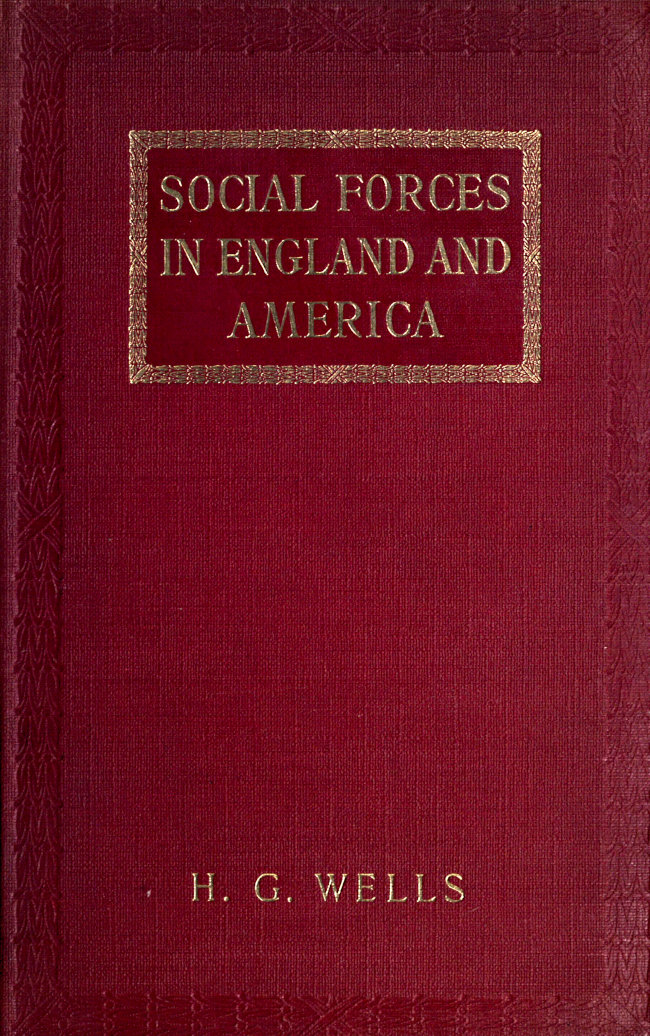 SOCIAL FORCES
IN ENGLAND AND
AMERICA
H. G. WELLS